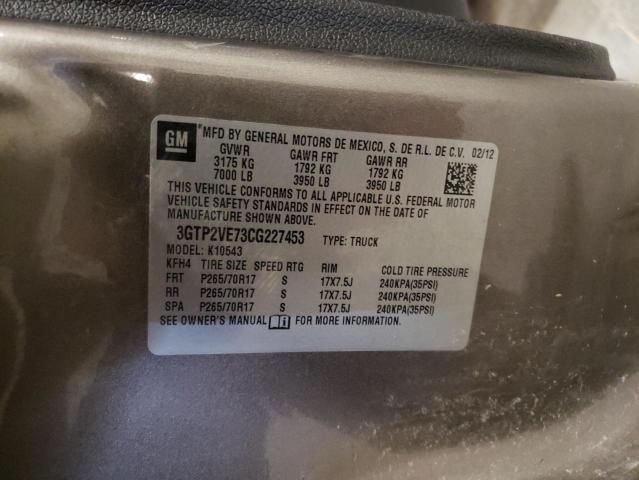 GM
MFD BY GENERAL MOTORS DE MEXICO, S. DE R.L. DE C.V. 02/12
GVWR GAWR FRT GAWR RR
3175 KG 1792 KG 1792 KG
7000 LB 3950 LB 3950 LB
THIS VEHICLE CONFORMS TO ALL APPLICABLE U.S. FEDERAL MOTOR
VEHICLE SAFETY STANDARDS IN EFFECT ON THE DATE OF
MANUFACTURE SHOWN ABOVE.
3GTP2VE73CG227453 TYPE: TRUCK
MODEL: K10543
KFH4 TIRE SIZE SPEED RTG RIM COLD TIRE PRESSURE
FRT P265/70R17 S 17X7.5J 240KPA(35PSI)
RR P265/70R17 S 17X7.5J 240KPA(35PSI)
SPA P265/70R17 S 17X7.5J 240KPA(35PSI)
SEE OWNER'S MANUAL i FOR MORE INFORMATION.